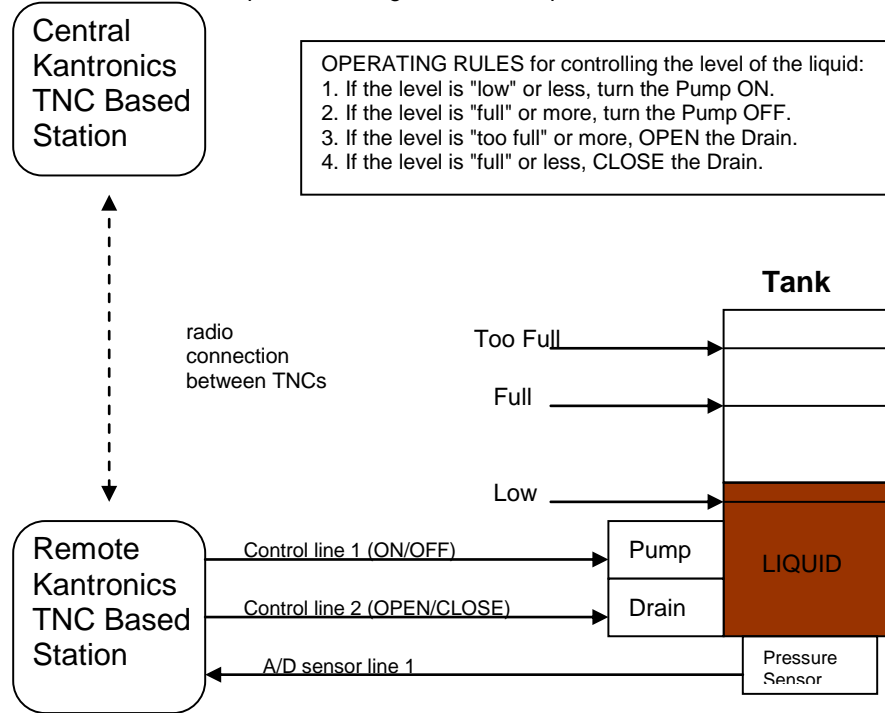 Central
Kantronics
TNC Based
Station
OPERATING RULES for controlling the level of the liquid:
1. If the level is "low" or less, turn the Pump ON.
2. If the level is "full" or more, turn the Pump OFF.
3. If the level is "too full" or more, OPEN the Drain.
4. If the level is "full" or less, CLOSE the Drain.
Tank
radio
connection
between TNCs
Too Full
Full
Low
Remote
Kantronics
TNC Based
Station
Control line 1 (ON/OFF)
Control line 2 (OPEN/CLOSE)
A/D sensor line 1
Pump
Drain
LIQUID
Pressure
Sensor